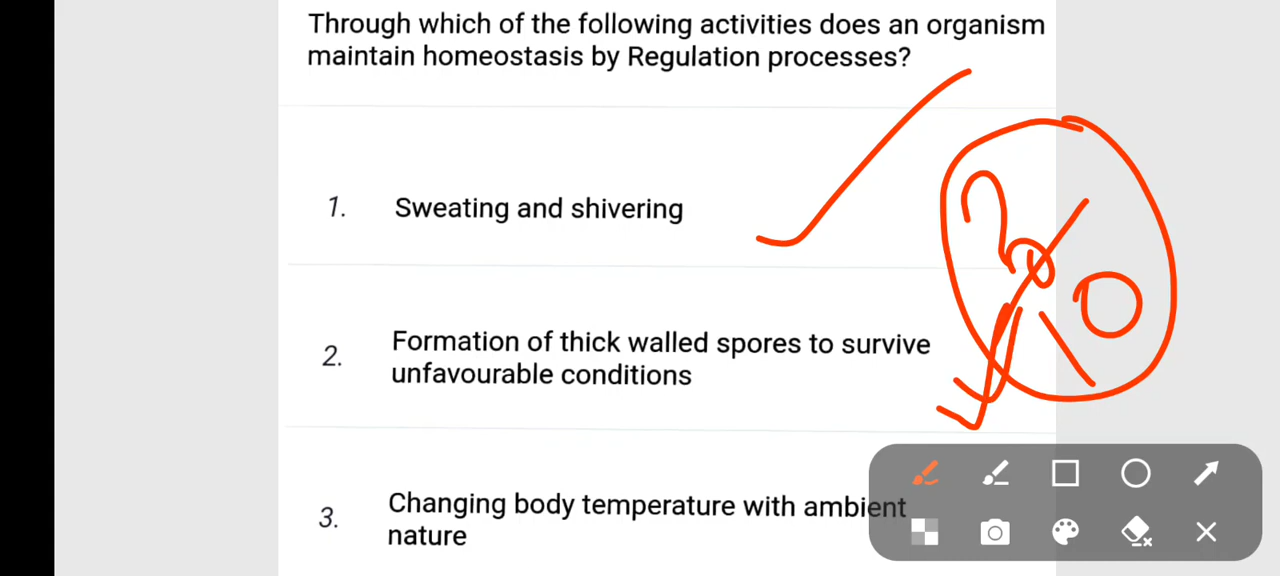 Through which of the following activities does an organism
maintain homeostasis by Regulation processes?
1. Sweating and shivering
2. Formation of thick walled spores to survive
unfavourable conditions
3. Changing body temperature with ambient
nature